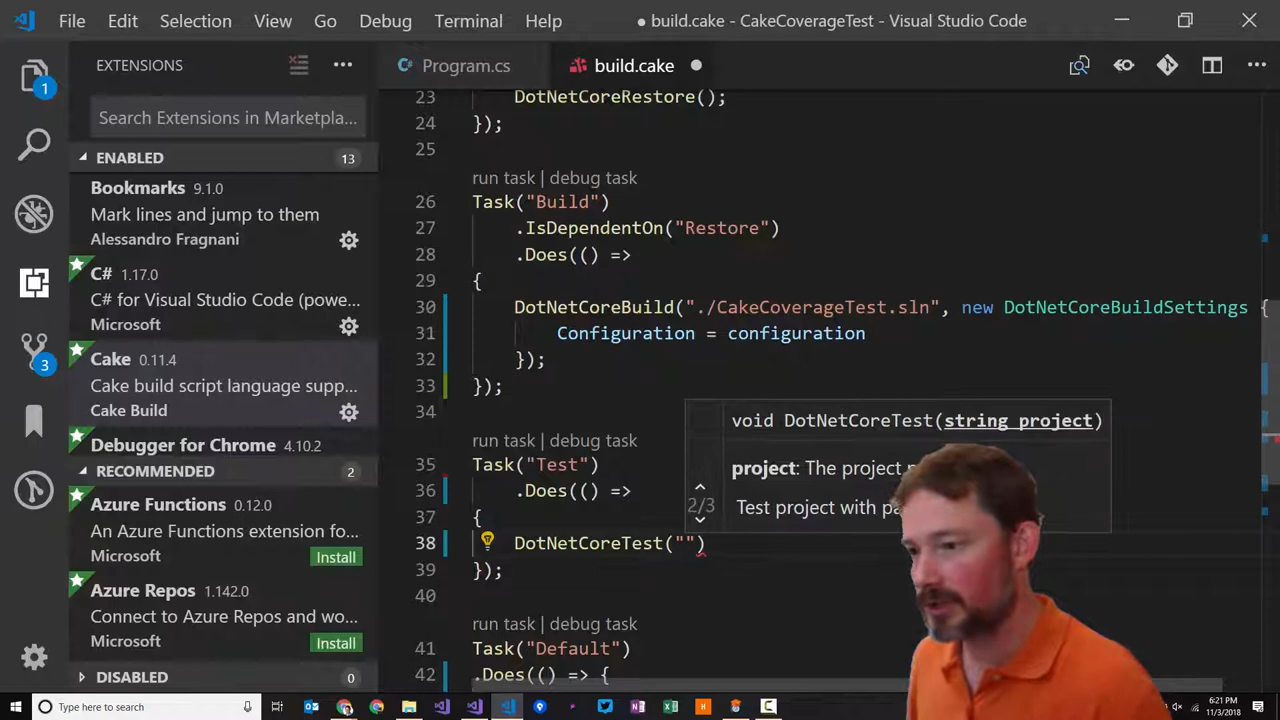 File Edit Selection View Go Debug Terminal Help
● build.cake - CakeCoverageTest - Visual Studio Code
EXTENSIONS
Program.cs
build.cake
Search Extensions in Marketpla...
ENABLED 13
Bookmarks 9.1.0
Mark lines and jump to them
Alessandro Fragnani
C# 1.17.0
C# for Visual Studio Code (powe...
Microsoft
Cake 0.11.4
Cake build script language supp...
Cake Build
Debugger for Chrome 4.10.2
RECOMMENDED 2
Azure Functions 0.12.0
An Azure Functions extension fo...
Microsoft Install
Azure Repos 1.142.0
Connect to Azure Repos and wo...
Microsoft Install
DISABLED 0
1
3
23 DotNetCoreRestore();
24 });
25
run task | debug task
26 Task("Build")
27 .IsDependentOn("Restore")
28 .Does(() =>
29 {
30 DotNetCoreBuild("./CakeCoverageTest.sln", new DotNetCoreBuildSettings {
31 Configuration = configuration
32 });
33 });
34
void DotNetCoreTest(string project)
project: The project
2/3
Test project with
run task | debug task
35 Task("Test")
36 .Does(() =>
37 {
38 DotNetCoreTest("")
39 });
40
run task | debug task
41 Task("Default")
42 .Does(() => {
Type here to search
6:21 PM
11/3/2018